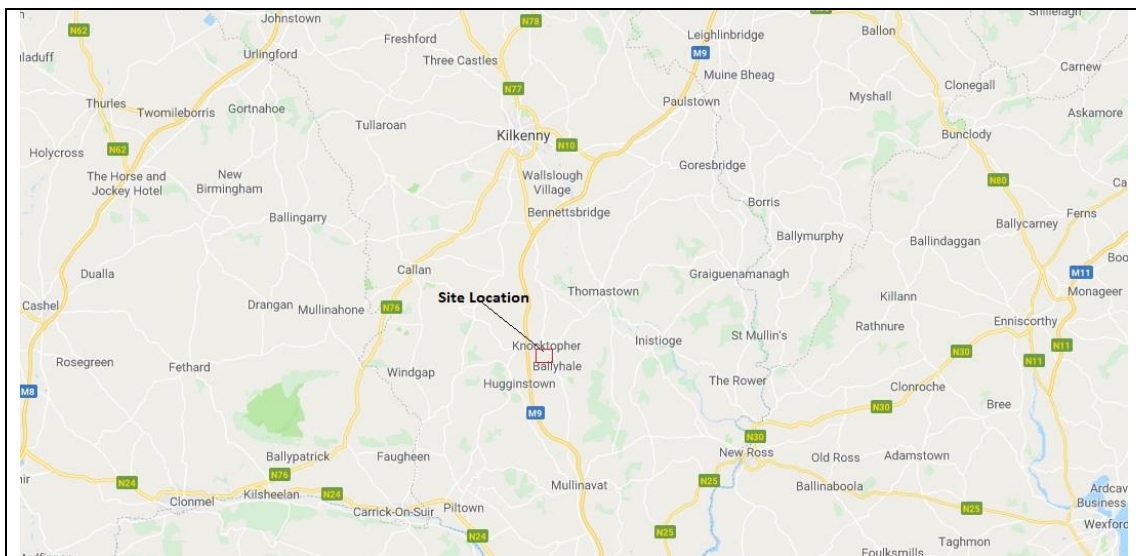 Johnstown
N62
N78
Freshford
Leighlinbridge
Ballon
Urlingford
Three Castles
M9
Muine Bheag
Carnew
Clonegall
N77
Myshall
Thurles
Twomileborris
Gortnahoe
Paulstown
Askamore
Tullaroan
Kilkenny
Bunclody
N62
N10
Holycross
Goresbridge
The Horse and
Jockey Hotel
New
Birmingham
Wallslough
Village
N80
Borris
Ballingarry
Bennettsbridge
Ferns
Ballycarney
Ballymurphy
Ballindaggan
Dualla
Callan
Graiguenamanagh
M11
Thomastown
Monageer
Cashel
Drangan
Mullinahone
N76
Site Location
Killann
Enniscorthy
Rathnure
St Mullin's
Inistioge
Knocktopher
N30
N11
N11
Rosegreen
Fethard
Ballyhale
Windgap
Hugginstown
The Rower
Clonroche
M8
M9
N30
Bree
N30
Ballypatrick
Faugheen
New Ross
Old Ross
Adamstown
N76
N24
Mullinavat
N25
Ballinaboola
Clonmel
Kilsheelan
N24
Carrick-On-Suir
Piltown
N25
Ardcav
Business
Wexford
N24
N25
Taghmon
Foulksmills